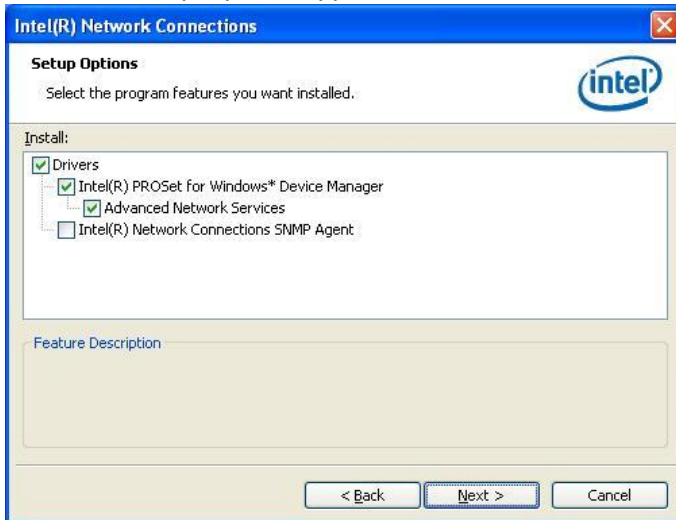 Intel(R) Network Connections
Setup Options
Select the program features you want installed.
intel
Install:
Drivers
Intel(R) PROSet for Windows* Device Manager
Advanced Network Services
Intel(R) Network Connections SNMP Agent
Feature Description
< Back
Next >
Cancel